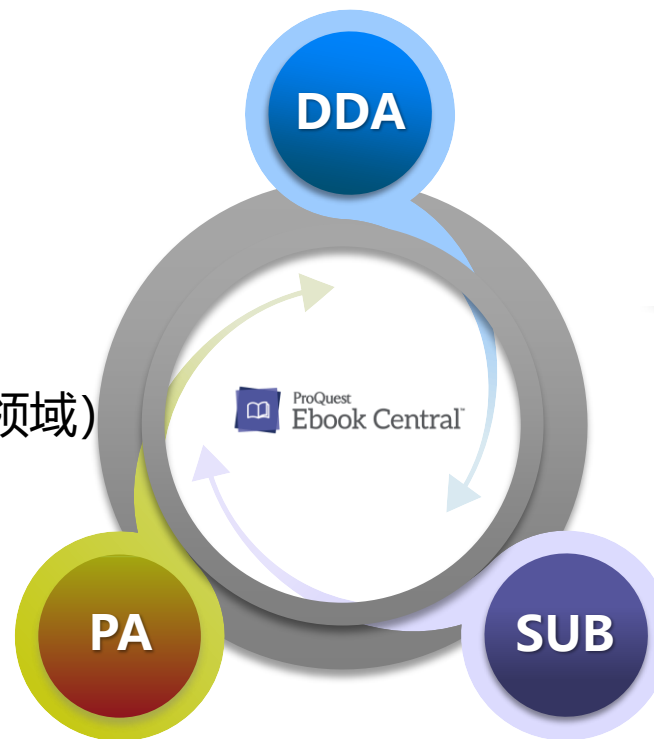 DDA
ProQuest
Ebook Central
领域）
PA
SUB